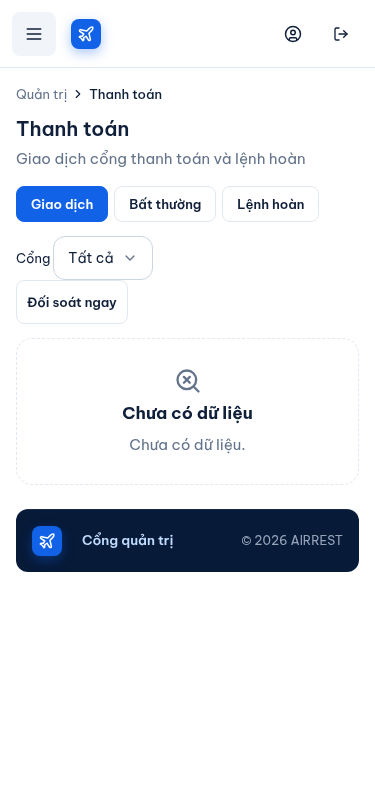 Quản trị > Thanh toán
Thanh toán
Giao dịch cổng thanh toán và lệnh hoàn
Giao dịch Bất thường Lệnh hoàn
Cổng Tất cả
Đối soát ngay
Chưa có dữ liệu
Chưa có dữ liệu.
Cổng quản trị © 2026 AIRREST